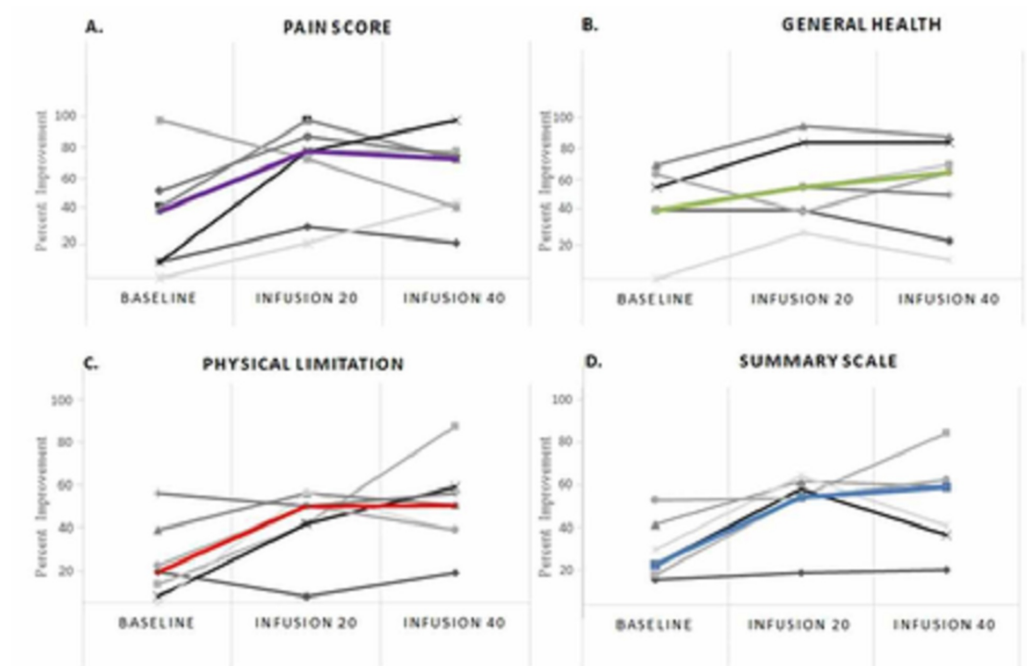 A.
PAIN SCORE
Percent Improvement
100
80
60
40
20
BASELINE
INFUSION 20
INFUSION 40
B.
GENERAL HEALTH
Percent Improvement
100
80
60
40
20
BASELINE
INFUSION 20
INFUSION 40
C.
PHYSICAL LIMITATION
Percent Improvement
100
80
60
40
20
BASELINE
INFUSION 20
INFUSION 40
D.
SUMMARY SCALE
Percent Improvement
100
80
60
40
20
BASELINE
INFUSION 20
INFUSION 40